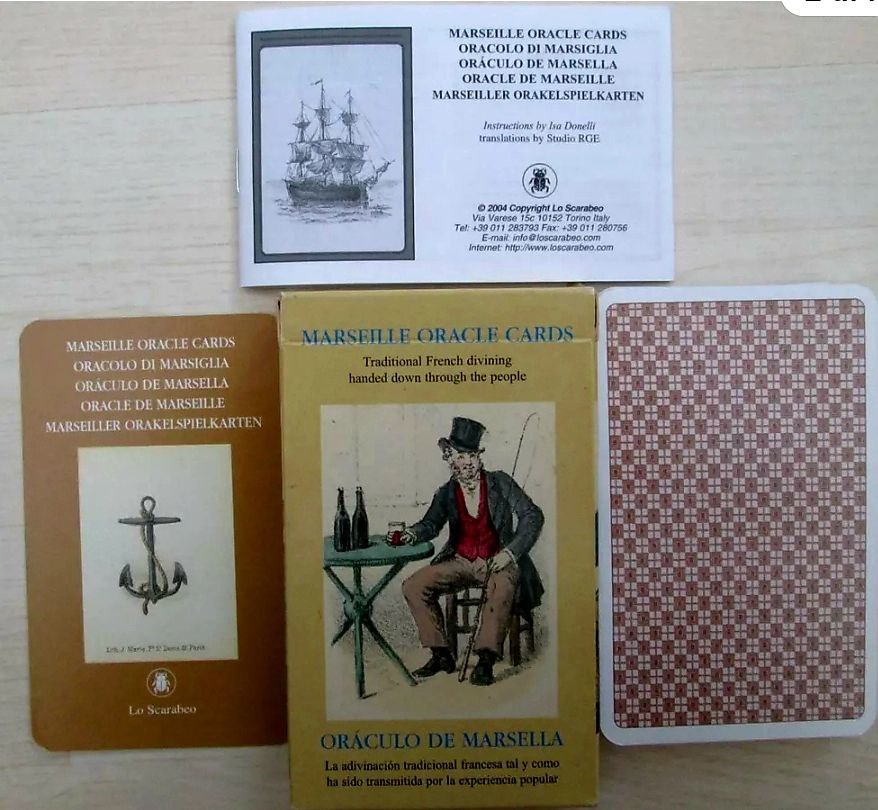 MARSEILLE ORACLE CARDS
ORACOLO DI MARSIGLIA
ORÁCULO DE MARSELLA
ORACLE DE MARSEILLE
MARSEILLER ORAKELSPIELKARTEN
Instructions by Isa Donelli
translations by Studio RGE
© 2004 Copyright Lo Scarabeo
Via Varese 15c 10152 Torino Italy
Tel: +39 011 283793 Fax: +39 011 280756
E-mail: info@loscarabeo.com
Internet: http://www.loscarabeo.com
MARSEILLE ORACLE CARDS
ORACOLO DI MARSIGLIA
ORÁCULO DE MARSELLA
ORACLE DE MARSEILLE
MARSEILLER ORAKELSPIELKARTEN
Lith. J. Marie, Paris
Lo Scarabeo
MARSEILLE ORACLE CARDS
Traditional French divining
handed down through the people
ORÁCULO DE MARSELLA
La adivinación tradicional francesa tal y como
ha sido transmitida por la experiencia popular